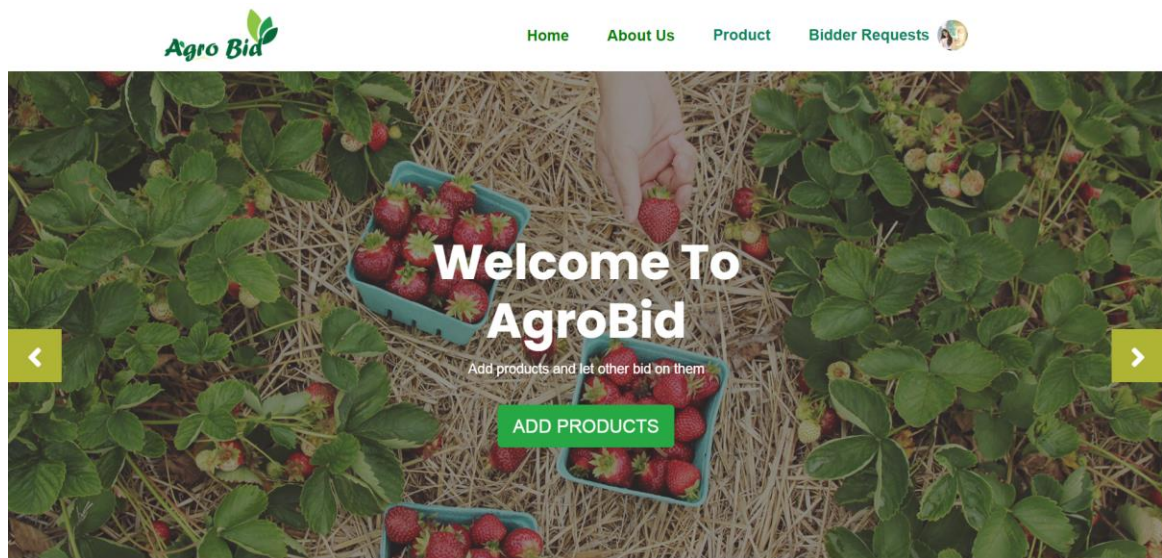 Agro Bid
Home About Us Product Bidder Requests
Welcome To
AgroBid
Add products and let other bid on them
ADD PRODUCTS